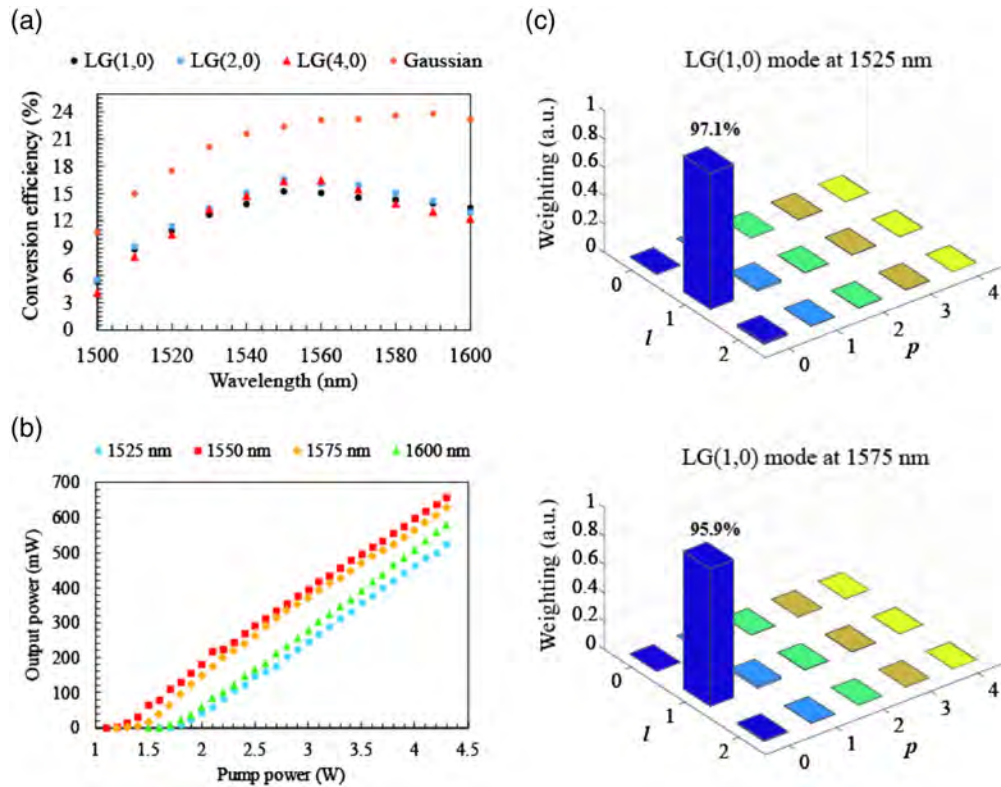 (a)
LG(1,0) LG(2,0) LG(4,0) Gaussian
Conversion efficiency (%)
24
21
18
15
12
9
6
3
0
1500 1520 1540 1560 1580 1600
Wavelength (nm)
(b)
1525 nm 1550 nm 1575 nm 1600 nm
Output power (mW)
700
600
500
400
300
200
100
0
1 1.5 2 2.5 3 3.5 4 4.5
Pump power (W)
(c)
LG(1,0) mode at 1525 nm
Weighting (a.u.)
1
0.8
0.6
0.4
0.2
0
97.1%
0 1 2
l
0 1 2 3 4
p
LG(1,0) mode at 1575 nm
Weighting (a.u.)
1
0.8
0.6
0.4
0.2
0
95.9%
0 1 2
l
0 1 2 3 4
p